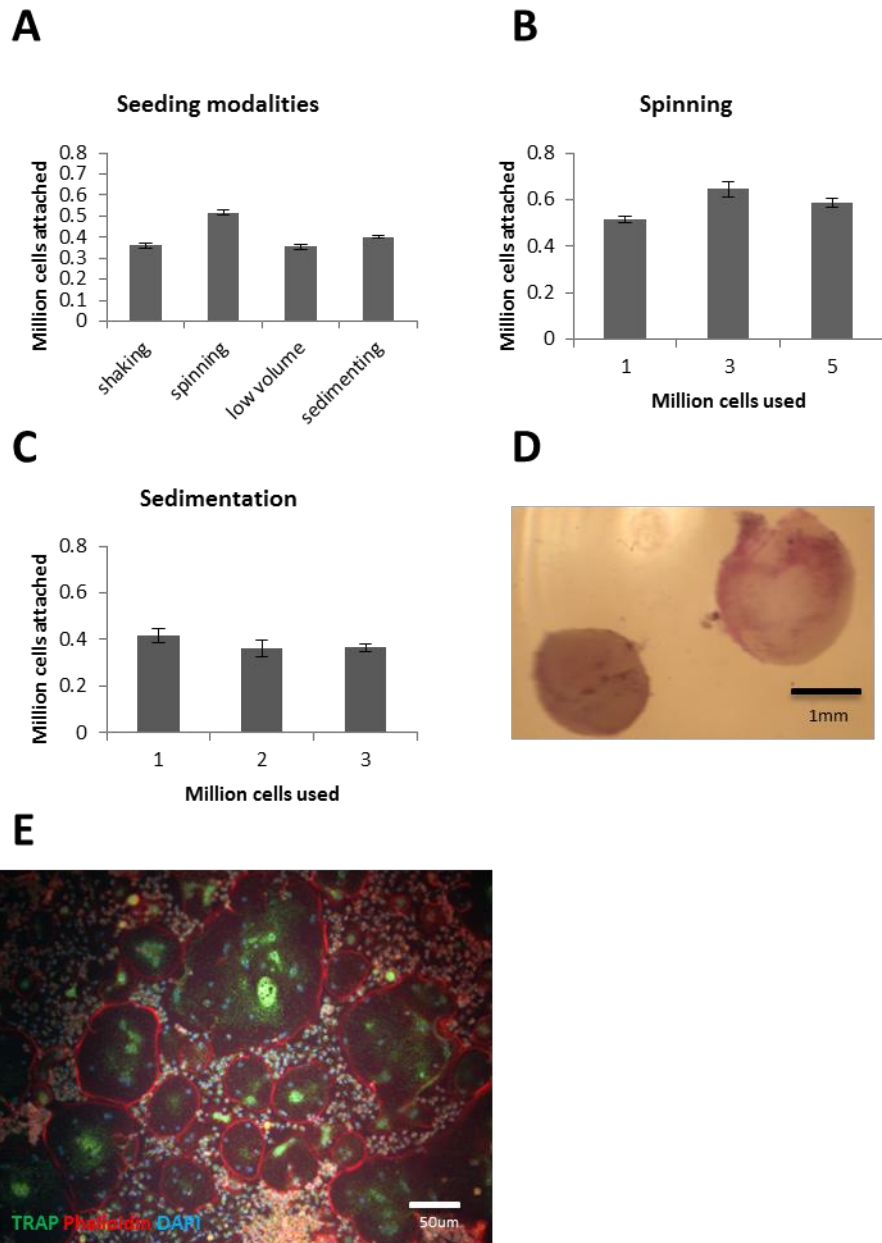 A
Seeding modalities
Million cells attached
0.8
0.7
0.6
0.5
0.4
0.3
0.2
0.1
0
shaking
spinning
low volume
sedimenting
B
Spinning
Million cells attached
0.8
0.6
0.4
0.2
0
1 3 5
Million cells used
C
Sedimentation
Million cells attached
0.8
0.6
0.4
0.2
0
1 2 3
Million cells used
D
1mm
E
TRAP Phalloidin DAPI
50um